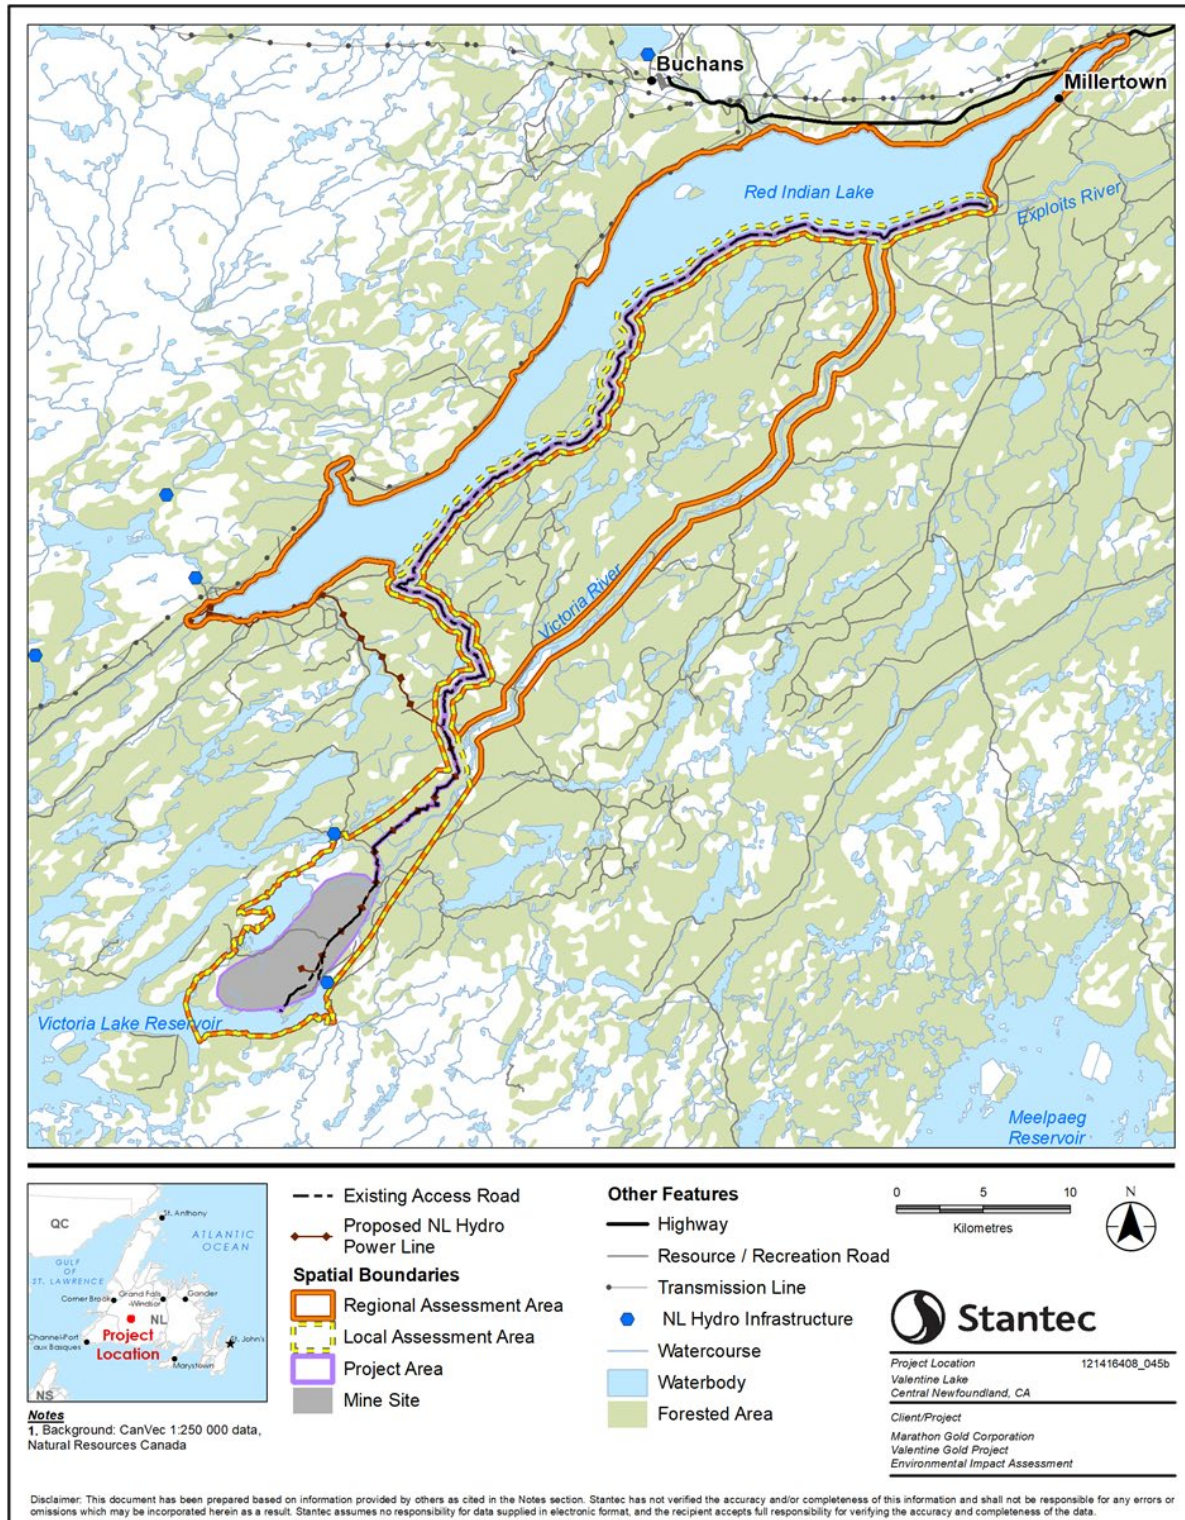 Buchans
Millertown
Red Indian Lake
Exploits River
Victoria River
Victoria Lake Reservoir
Meelpaeg
Reservoir
QC
St. Anthony
ATLANTIC
OCEAN
GULF
OF
ST. LAWRENCE
Corner Brook
Grand Falls
-Windsor
Gander
NL
Project
Location
Channel-Port
aux Basques
St. John's
Marystown
NS
Notes
1. Background: CanVec 1:250 000 data,
Natural Resources Canada
Existing Access Road
Proposed NL Hydro
Power Line
Spatial Boundaries
Regional Assessment Area
Local Assessment Area
Project Area
Mine Site
Other Features
Highway
Resource / Recreation Road
Transmission Line
NL Hydro Infrastructure
Watercourse
Waterbody
Forested Area
0 5 10
Kilometres
N
Stantec
Project Location 121416408_045b
Valentine Lake
Central Newfoundland, CA
Client/Project
Marathon Gold Corporation
Valentine Gold Project
Environmental Impact Assessment
Disclaimer: This document has been prepared based on information provided by others as cited in the Notes section. Stantec has not verified the accuracy and/or completeness of this information and shall not be responsible for any errors or
omissions which may be incorporated herein as a result. Stantec assumes no responsibility for data supplied in electronic format, and the recipient accepts full responsibility for verifying the accuracy and completeness of the data.